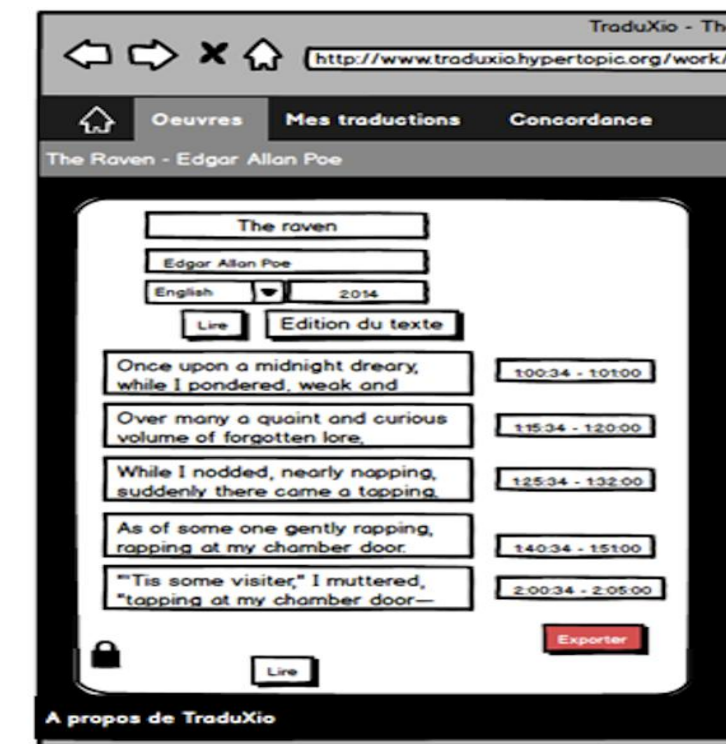 TraduXio - Th
http://www.traduxio.hypertopic.org/work/
Oeuvres Mes traductions Concordance
The Raven - Edgar Allan Poe
The raven
Edgar Allan Poe
English 2014
Lire Edition du texte
Once upon a midnight dreary,
while I pondered, weak and
1:00:34 - 1:01:00
Over many a quaint and curious
volume of forgotten lore,
1:15:34 - 1:20:00
While I nodded, nearly napping,
suddenly there came a tapping,
1:25:34 - 1:32:00
As of some one gently rapping,
rapping at my chamber door.
1:40:34 - 1:51:00
"'Tis some visiter," I muttered,
"tapping at my chamber door—
2:00:34 - 2:05:00
Exporter
Lire
A propos de TraduXio